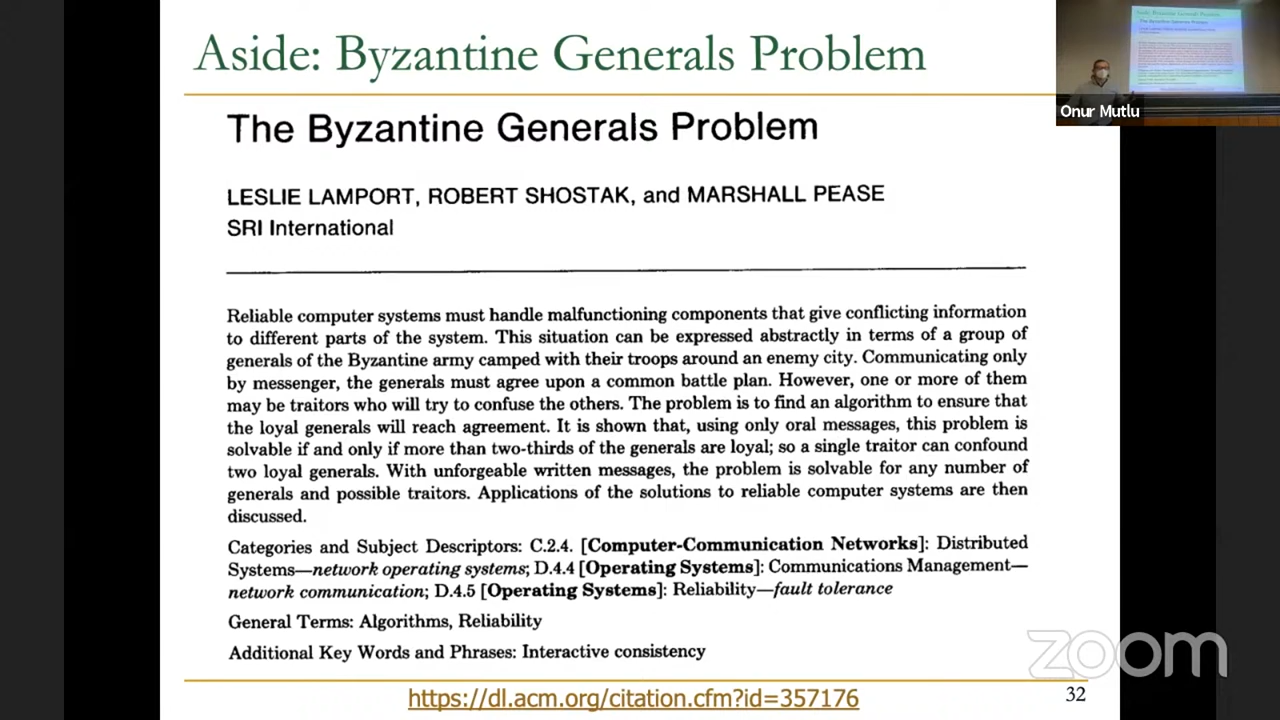 Aside: Byzantine Generals Problem
The Byzantine Generals Problem
LESLIE LAMPORT, ROBERT SHOSTAK, and MARSHALL PEASE
SRI International
Reliable computer systems must handle malfunctioning components that give conflicting information
to different parts of the system. This situation can be expressed abstractly in terms of a group of
generals of the Byzantine army camped with their troops around an enemy city. Communicating only
by messenger, the generals must agree upon a common battle plan. However, one or more of them
may be traitors who will try to confuse the others. The problem is to find an algorithm to ensure that
the loyal generals will reach agreement. It is shown that, using only oral messages, this problem is
solvable if and only if more than two-thirds of the generals are loyal; so a single traitor can confound
two loyal generals. With unforgeable written messages, the problem is solvable for any number of
generals and possible traitors. Applications of the solutions to reliable computer systems are then
discussed.
Categories and Subject Descriptors: C.2.4. [Computer-Communication Networks]: Distributed
Systems—network operating systems; D.4.4 [Operating Systems]: Communications Management—
network communication; D.4.5 [Operating Systems]: Reliability—fault tolerance
General Terms: Algorithms, Reliability
Additional Key Words and Phrases: Interactive consistency
https://dl.acm.org/citation.cfm?id=357176
32
Onur Mutlu
zoom